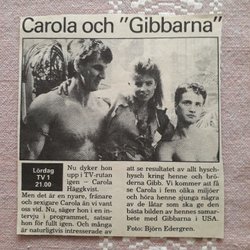 Carola och "Gibbarna"
Lördag
TV 1
21.00
Nu dyker hon
upp i TV-rutan
igen – Carola
Häggkvist.
Men det är en nyare, fränare
och sexigare Carola än vi vant
oss vid. Nu, säger hon i en in-
tervju i programmet, satsar
hon för fullt igen. Och många
är naturligtvis intresserade av
att se resultatet av allt hysch-
hysch kring henne och brö-
derna Gibb. Vi kommer att få
se Carola i fem olika miljöer
och höra henne sjunga några
av de låtar som ska ge den
bästa bilden av hennes samar-
bete med Gibbarna i USA.
Foto: Björn Edergren.